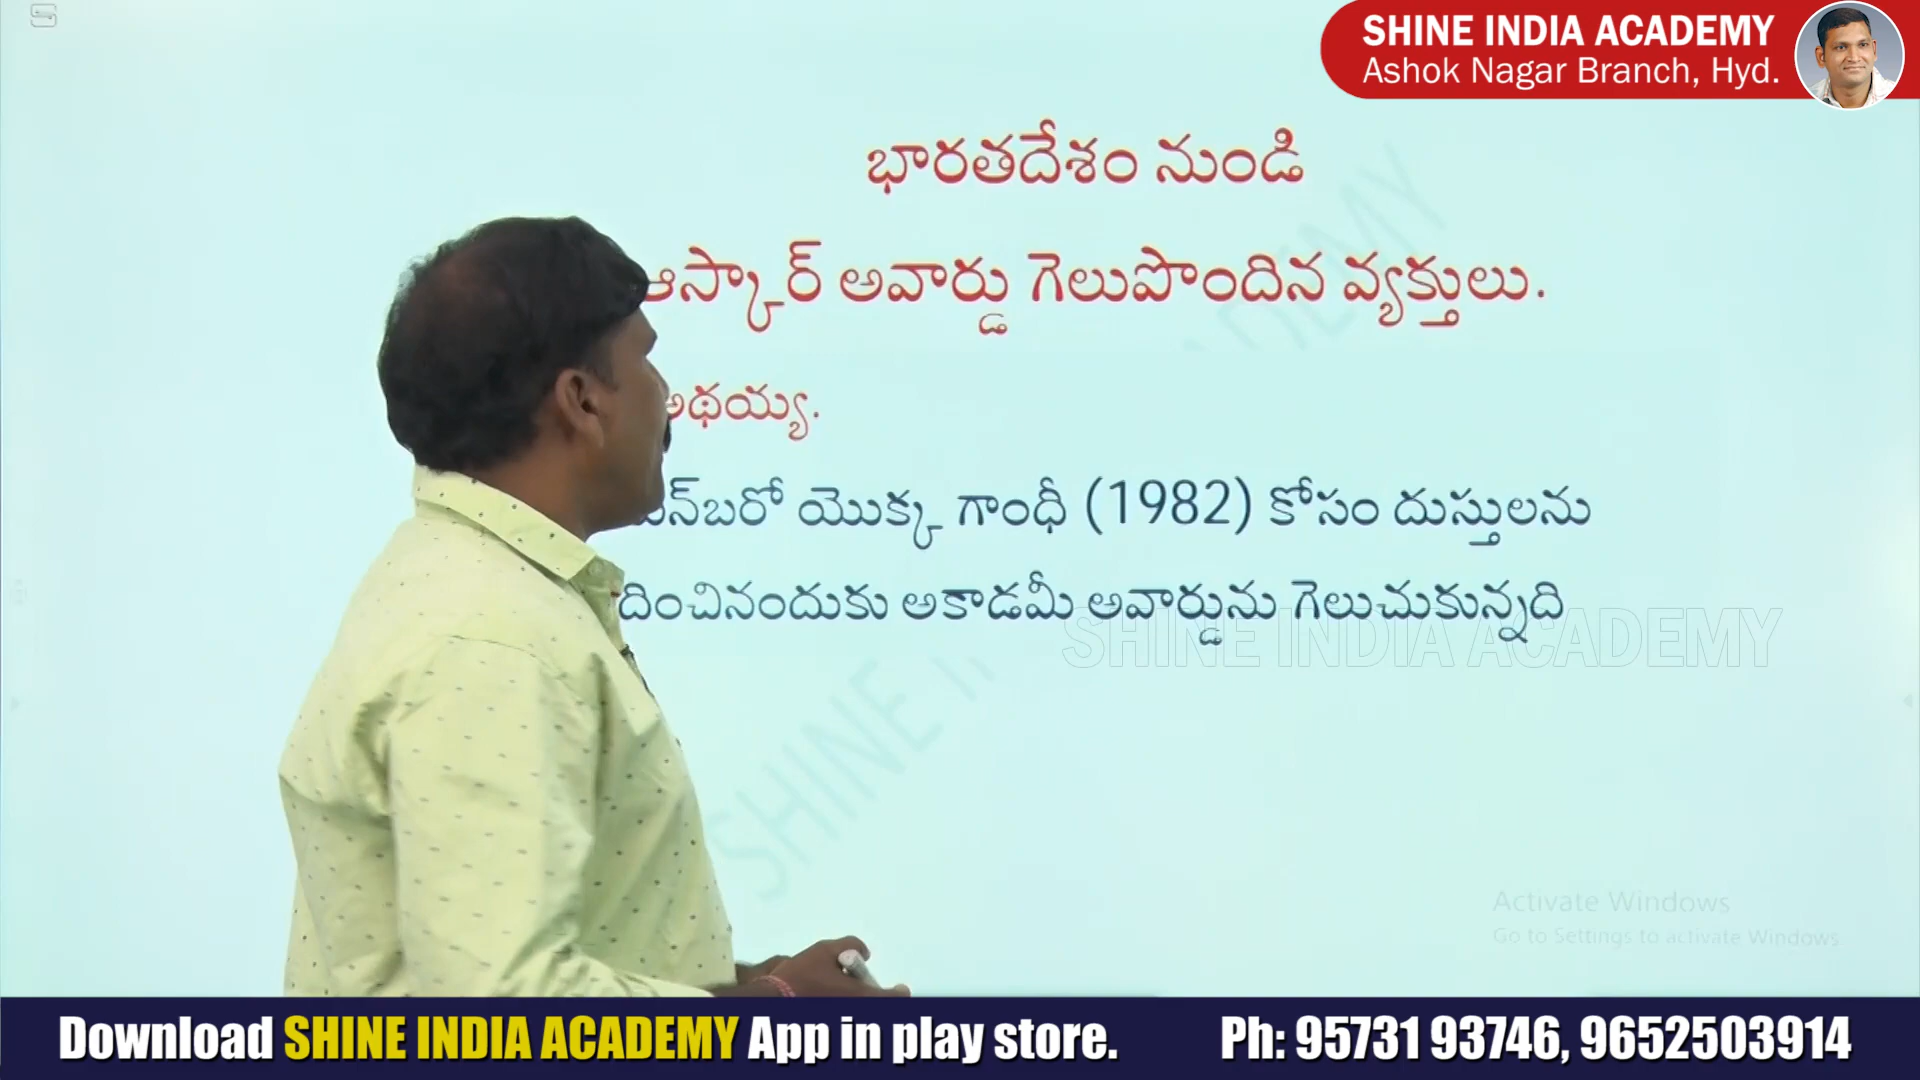 SHINE INDIA ACADEMY
Ashok Nagar Branch, Hyd.
భారతదేశం నుండి
ఆస్కార్ అవార్డు గెలుపొందిన వ్యక్తులు.
యొక్క గాంధీ (1982) కోసం దుస్తులను
అకాడమీ అవార్డును గెలుచుకున్నది
SHINE INDIA ACADEMY
SHINE
Activate Windows
Go to Settings to activate Windows
Download SHINE INDIA ACADEMY App in play store.
Ph: 95731 93746, 9652503914